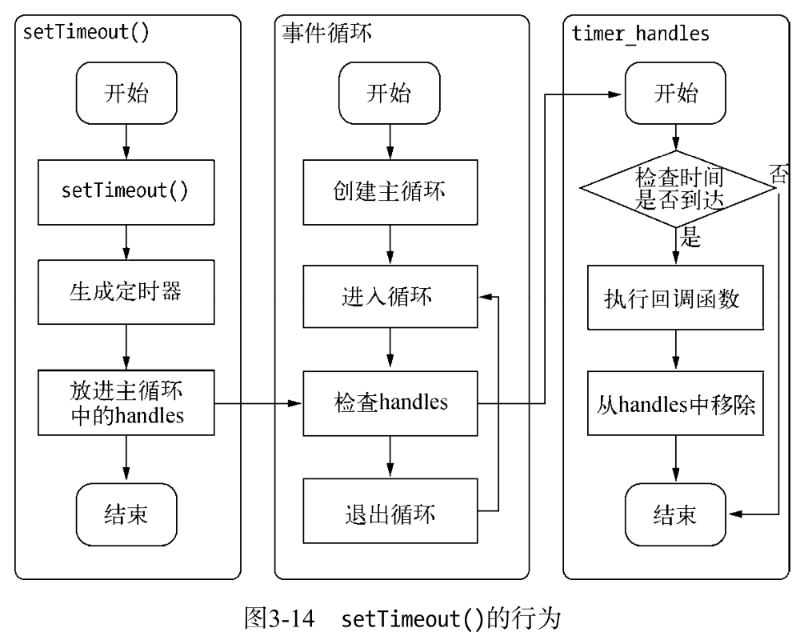 setTimeout()
开始
setTimeout()
生成定时器
放进主循环
中的handles
结束
事件循环
开始
创建主循环
进入循环
检查handles
退出循环
timer_handles
开始
检查时间
是否到达
否
是
执行回调函数
从handles中移除
结束
图3-14 setTimeout()的行为